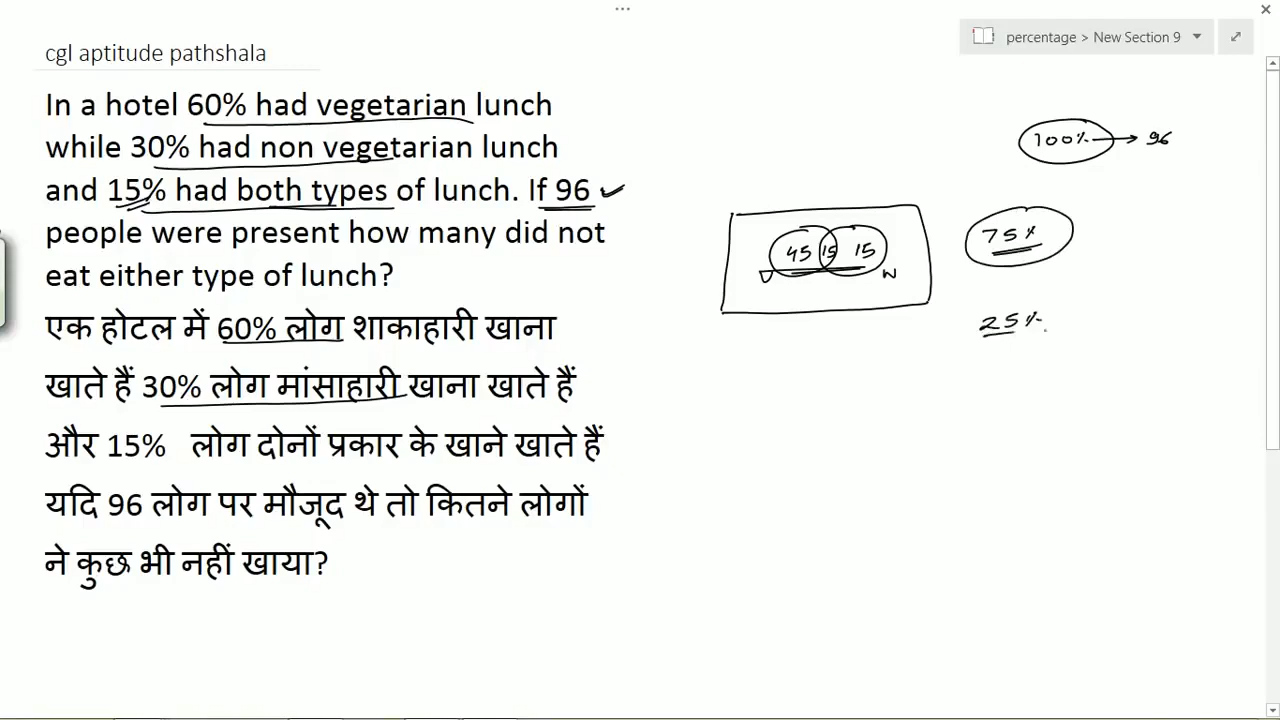 cgl aptitude pathshala
percentage > New Section 9
In a hotel 60% had vegetarian lunch
while 30% had non vegetarian lunch
and 15% had both types of lunch. If 96
people were present how many did not
eat either type of lunch?
एक होटल में 60% लोग शाकाहारी खाना
खाते हैं 30% लोग मांसाहारी खाना खाते हैं
और 15% लोग दोनों प्रकार के खाने खाते हैं
यदि 96 लोग पर मौजूद थे तो कितने लोगों
ने कुछ भी नहीं खाया?
100% → 96
45 15 15
V N
75%
25%